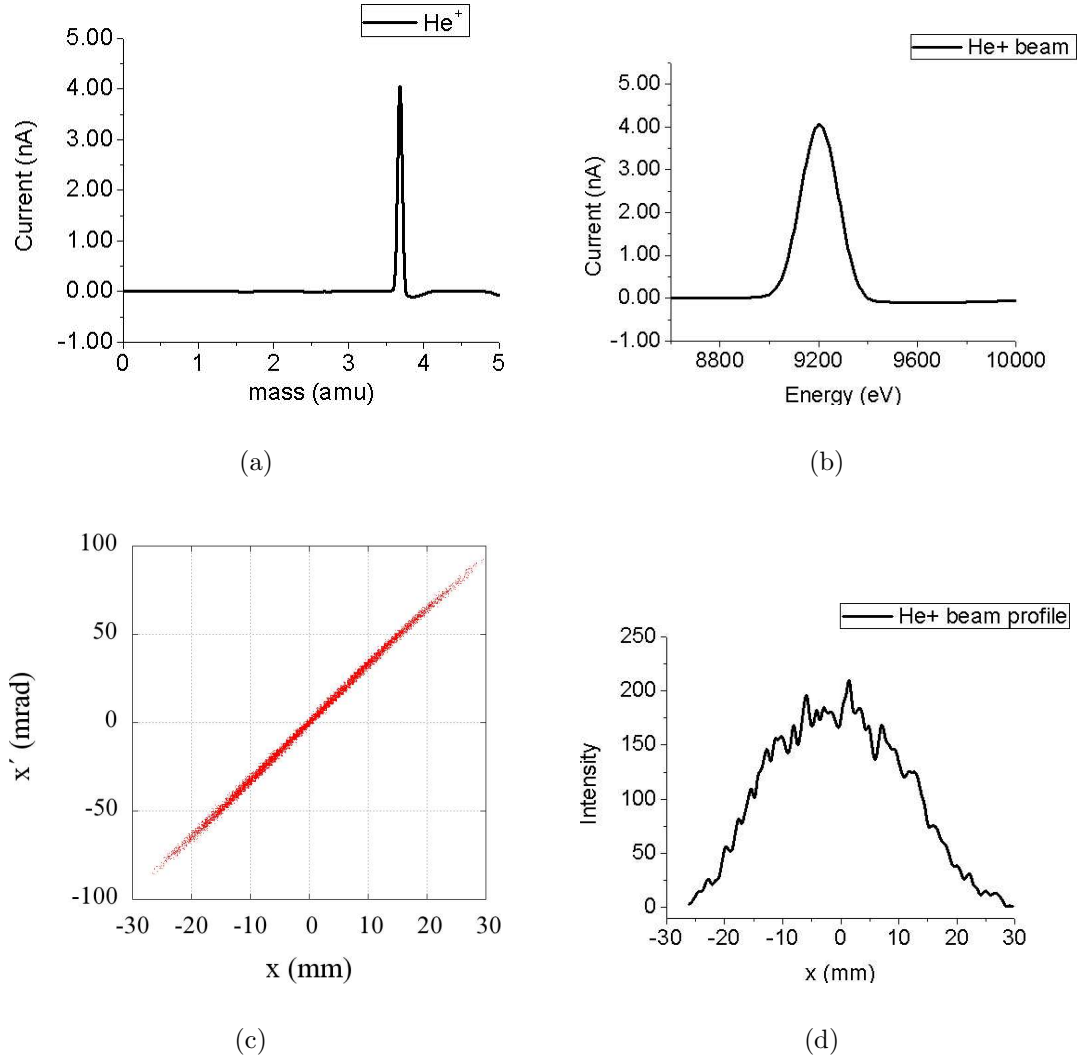 He+
5.00
4.00
3.00
2.00
1.00
0.00
-1.00
Current (nA)
0 1 2 3 4 5
mass (amu)
(a)
He+ beam
5.00
4.00
3.00
2.00
1.00
0.00
-1.00
Current (nA)
8800 9200 9600 10000
Energy (eV)
(b)
100
50
0
-50
-100
x´ (mrad)
-30 -20 -10 0 10 20 30
x (mm)
(c)
He+ beam profile
250
200
150
100
50
0
Intensity
-30 -20 -10 0 10 20 30
x (mm)
(d)